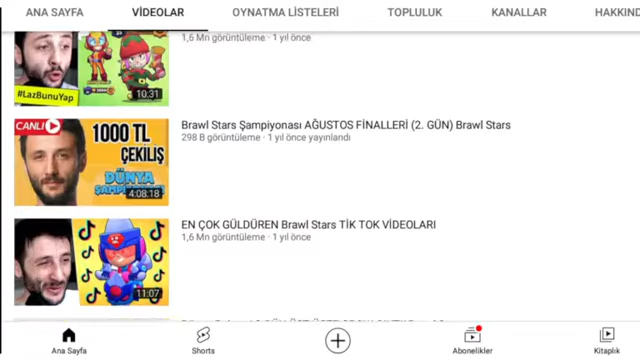 ANA SAYFA
VİDEOLAR
OYNATMA LİSTELERİ
TOPLULUK
KANALLAR
HAKKIND
1,6 Mn görüntüleme · 1 yıl önce
#LazBunuYap
10:31
CANLI
1000 TL
ÇEKİLİŞ
DÜNYA
4:08:18
Brawl Stars Şampiyonası AĞUSTOS FİNALLERİ (2. GÜN) Brawl Stars
298 B görüntüleme · 1 yıl önce yayınlandı
11:07
EN ÇOK GÜLDÜREN Brawl Stars TİK TOK VİDEOLARI
1,6 Mn görüntüleme · 1 yıl önce
Ana Sayfa
Shorts
Abonelikler
Kitaplık